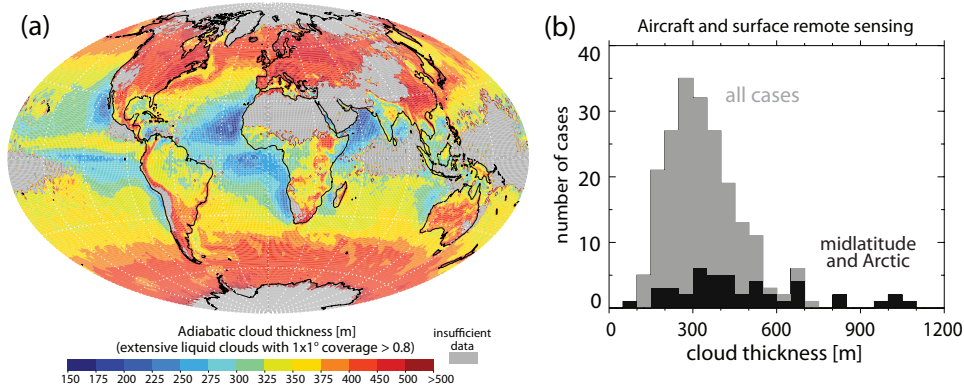 (a)
Adiabatic cloud thickness [m]
(extensive liquid clouds with 1x1° coverage > 0.8)
insufficient
data
150 175 200 225 250 275 300 325 350 375 400 450 500 >500
(b)
Aircraft and surface remote sensing
40
30
20
10
0
number of cases
all cases
midlatitude
and Arctic
0 300 600 900 1200
cloud thickness [m]